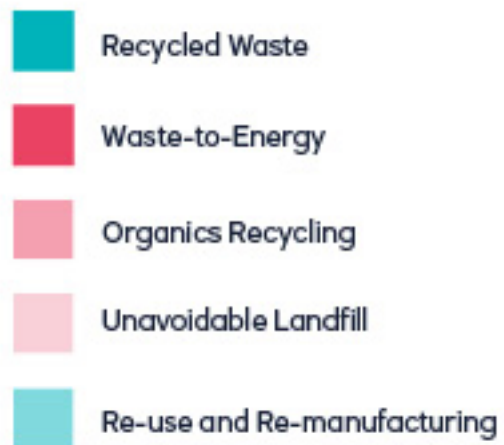 Recycled Waste
Waste-to-Energy
Organics Recycling
Unavoidable Landfill
Re-use and Re-manufacturing